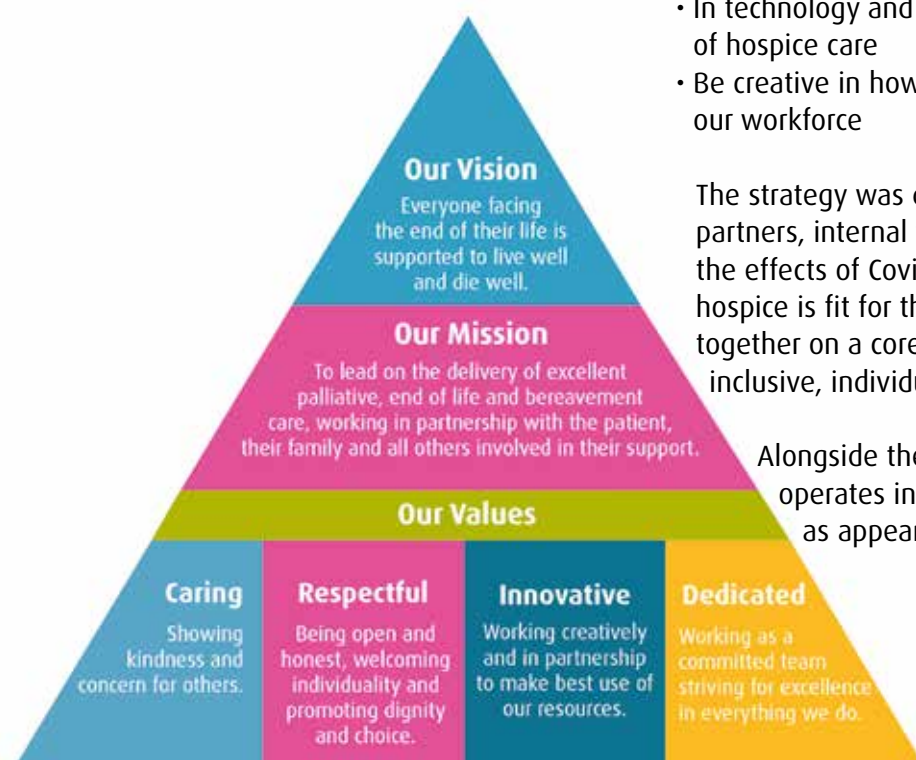 • In technology and
of hospice care
• Be creative in how
our workforce
The strategy was
partners, internal
the effects of Covi
hospice is fit for th
together on a core
inclusive, individu
Alongside the
operates in
as appear
Our Vision
Everyone facing
the end of their life is
supported to live well
and die well.
Our Mission
To lead on the delivery of excellent
palliative, end of life and bereavement
care, working in partnership with the patient,
their family and all others involved in their support.
Our Values
Caring
Showing
kindness and
concern for others.
Respectful
Being open and
honest, welcoming
individuality and
promoting dignity
and choice.
Innovative
Working creatively
and in partnership
to make best use of
our resources.
Dedicated
Working as a
committed team
striving for excellence
in everything we do.